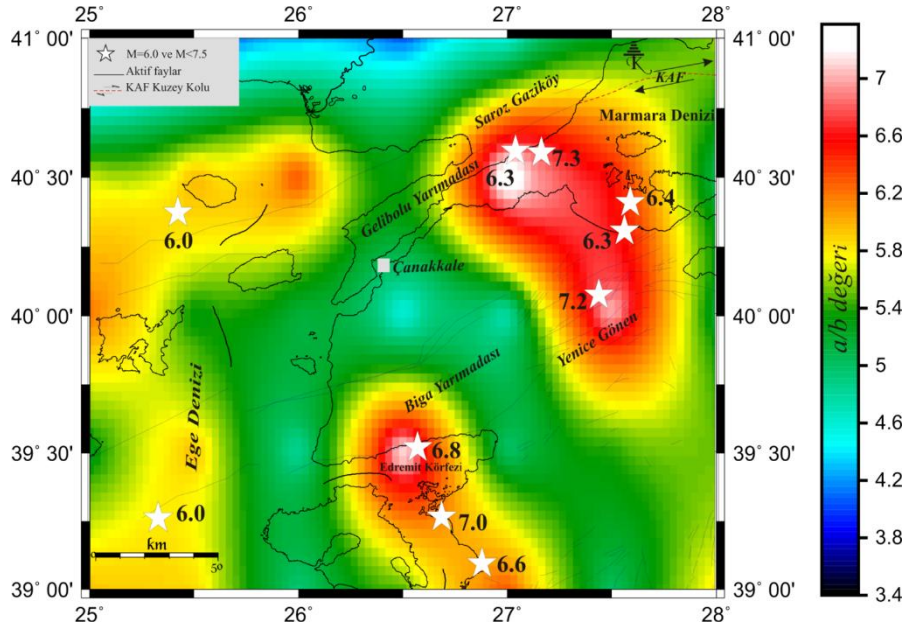 25
26
27
28
41° 00'
40° 30'
40° 00'
39° 30'
39° 00'
M=6.0 ve M<7.5
Aktif faylar
KAF Kuzey Kolu
K
KAF
Saroz Gaziköy
Marmara Denizi
7.3
6.3
6.4
6.3
7.2
6.0
Gelibolu Yarımadası
Çanakkale
Yenice Gönen
Biga Yarımadası
Ege Denizi
6.8
Edremit Körfezi
7.0
6.6
6.0
km
50
25
26
27
28
41° 00'
40° 30'
40° 00'
39° 30'
39° 00'
7
6.6
6.2
5.8
5.4
5
4.6
4.2
3.8
3.4
a/b değeri